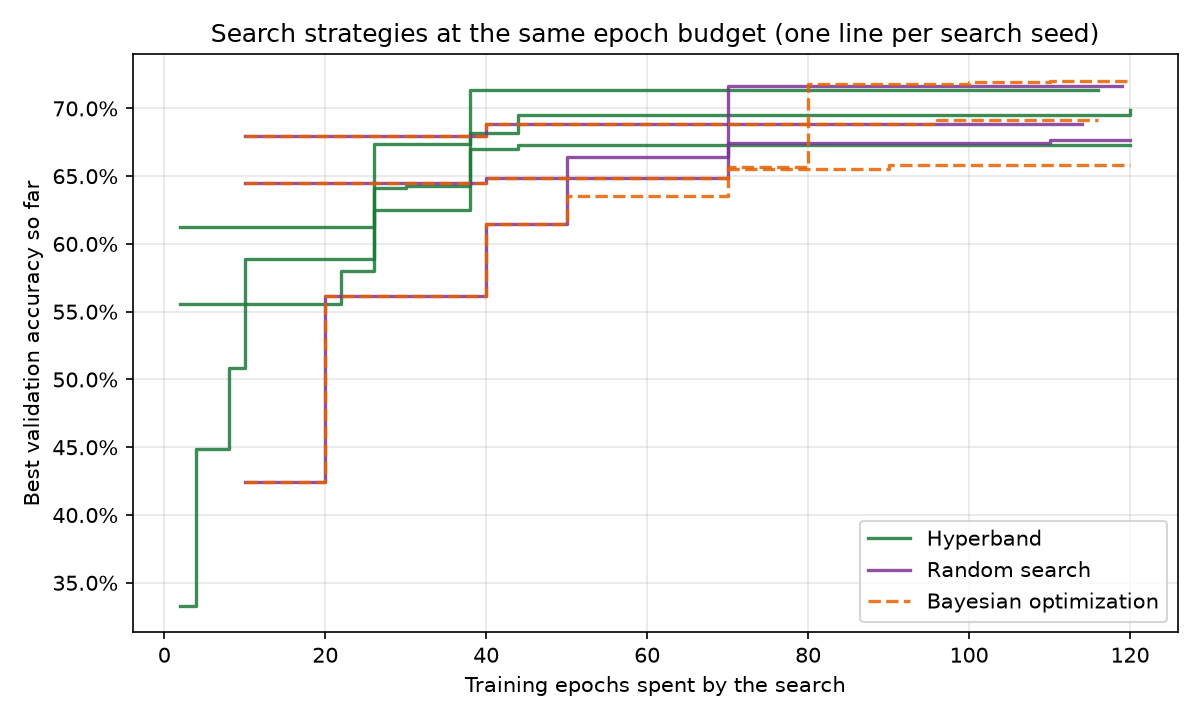 Search strategies at the same epoch budget (one line per search seed)
Best validation accuracy so far
70.0%
65.0%
60.0%
55.0%
50.0%
45.0%
40.0%
35.0%
Hyperband
Random search
Bayesian optimization
0 20 40 60 80 100 120
Training epochs spent by the search